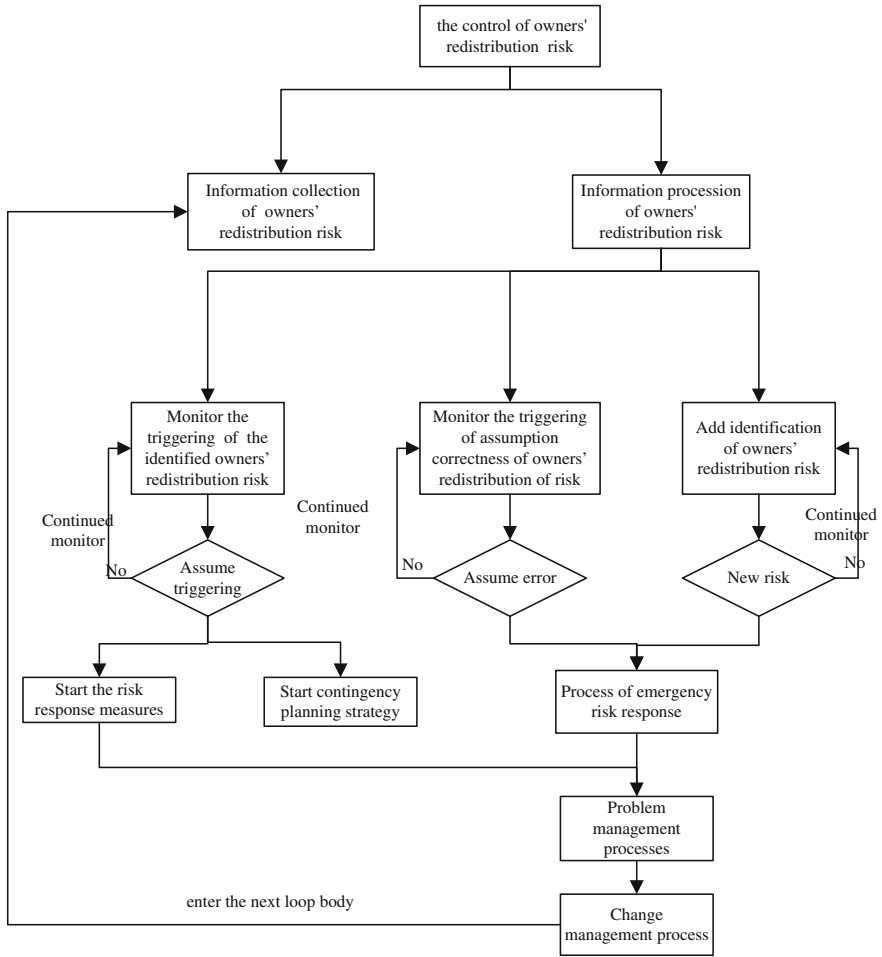 the control of owners'
redistribution risk
Information collection
of owners’
redistribution risk
Information procession
of owners'
redistribution risk
Monitor the
triggering of the
identified owners’
redistribution risk
Monitor the triggering
of assumption
correctness of owners’
redistribution of risk
Add identification
of owners’
redistribution risk
Continued
monitor
Continued
monitor
Continued
monitor
No
Assume
triggering
No
Assume error
New risk
No
Start the risk
response measures
Start contingency
planning strategy
Process of emergency
risk response
Problem
management
processes
enter the next loop body
Change
management process